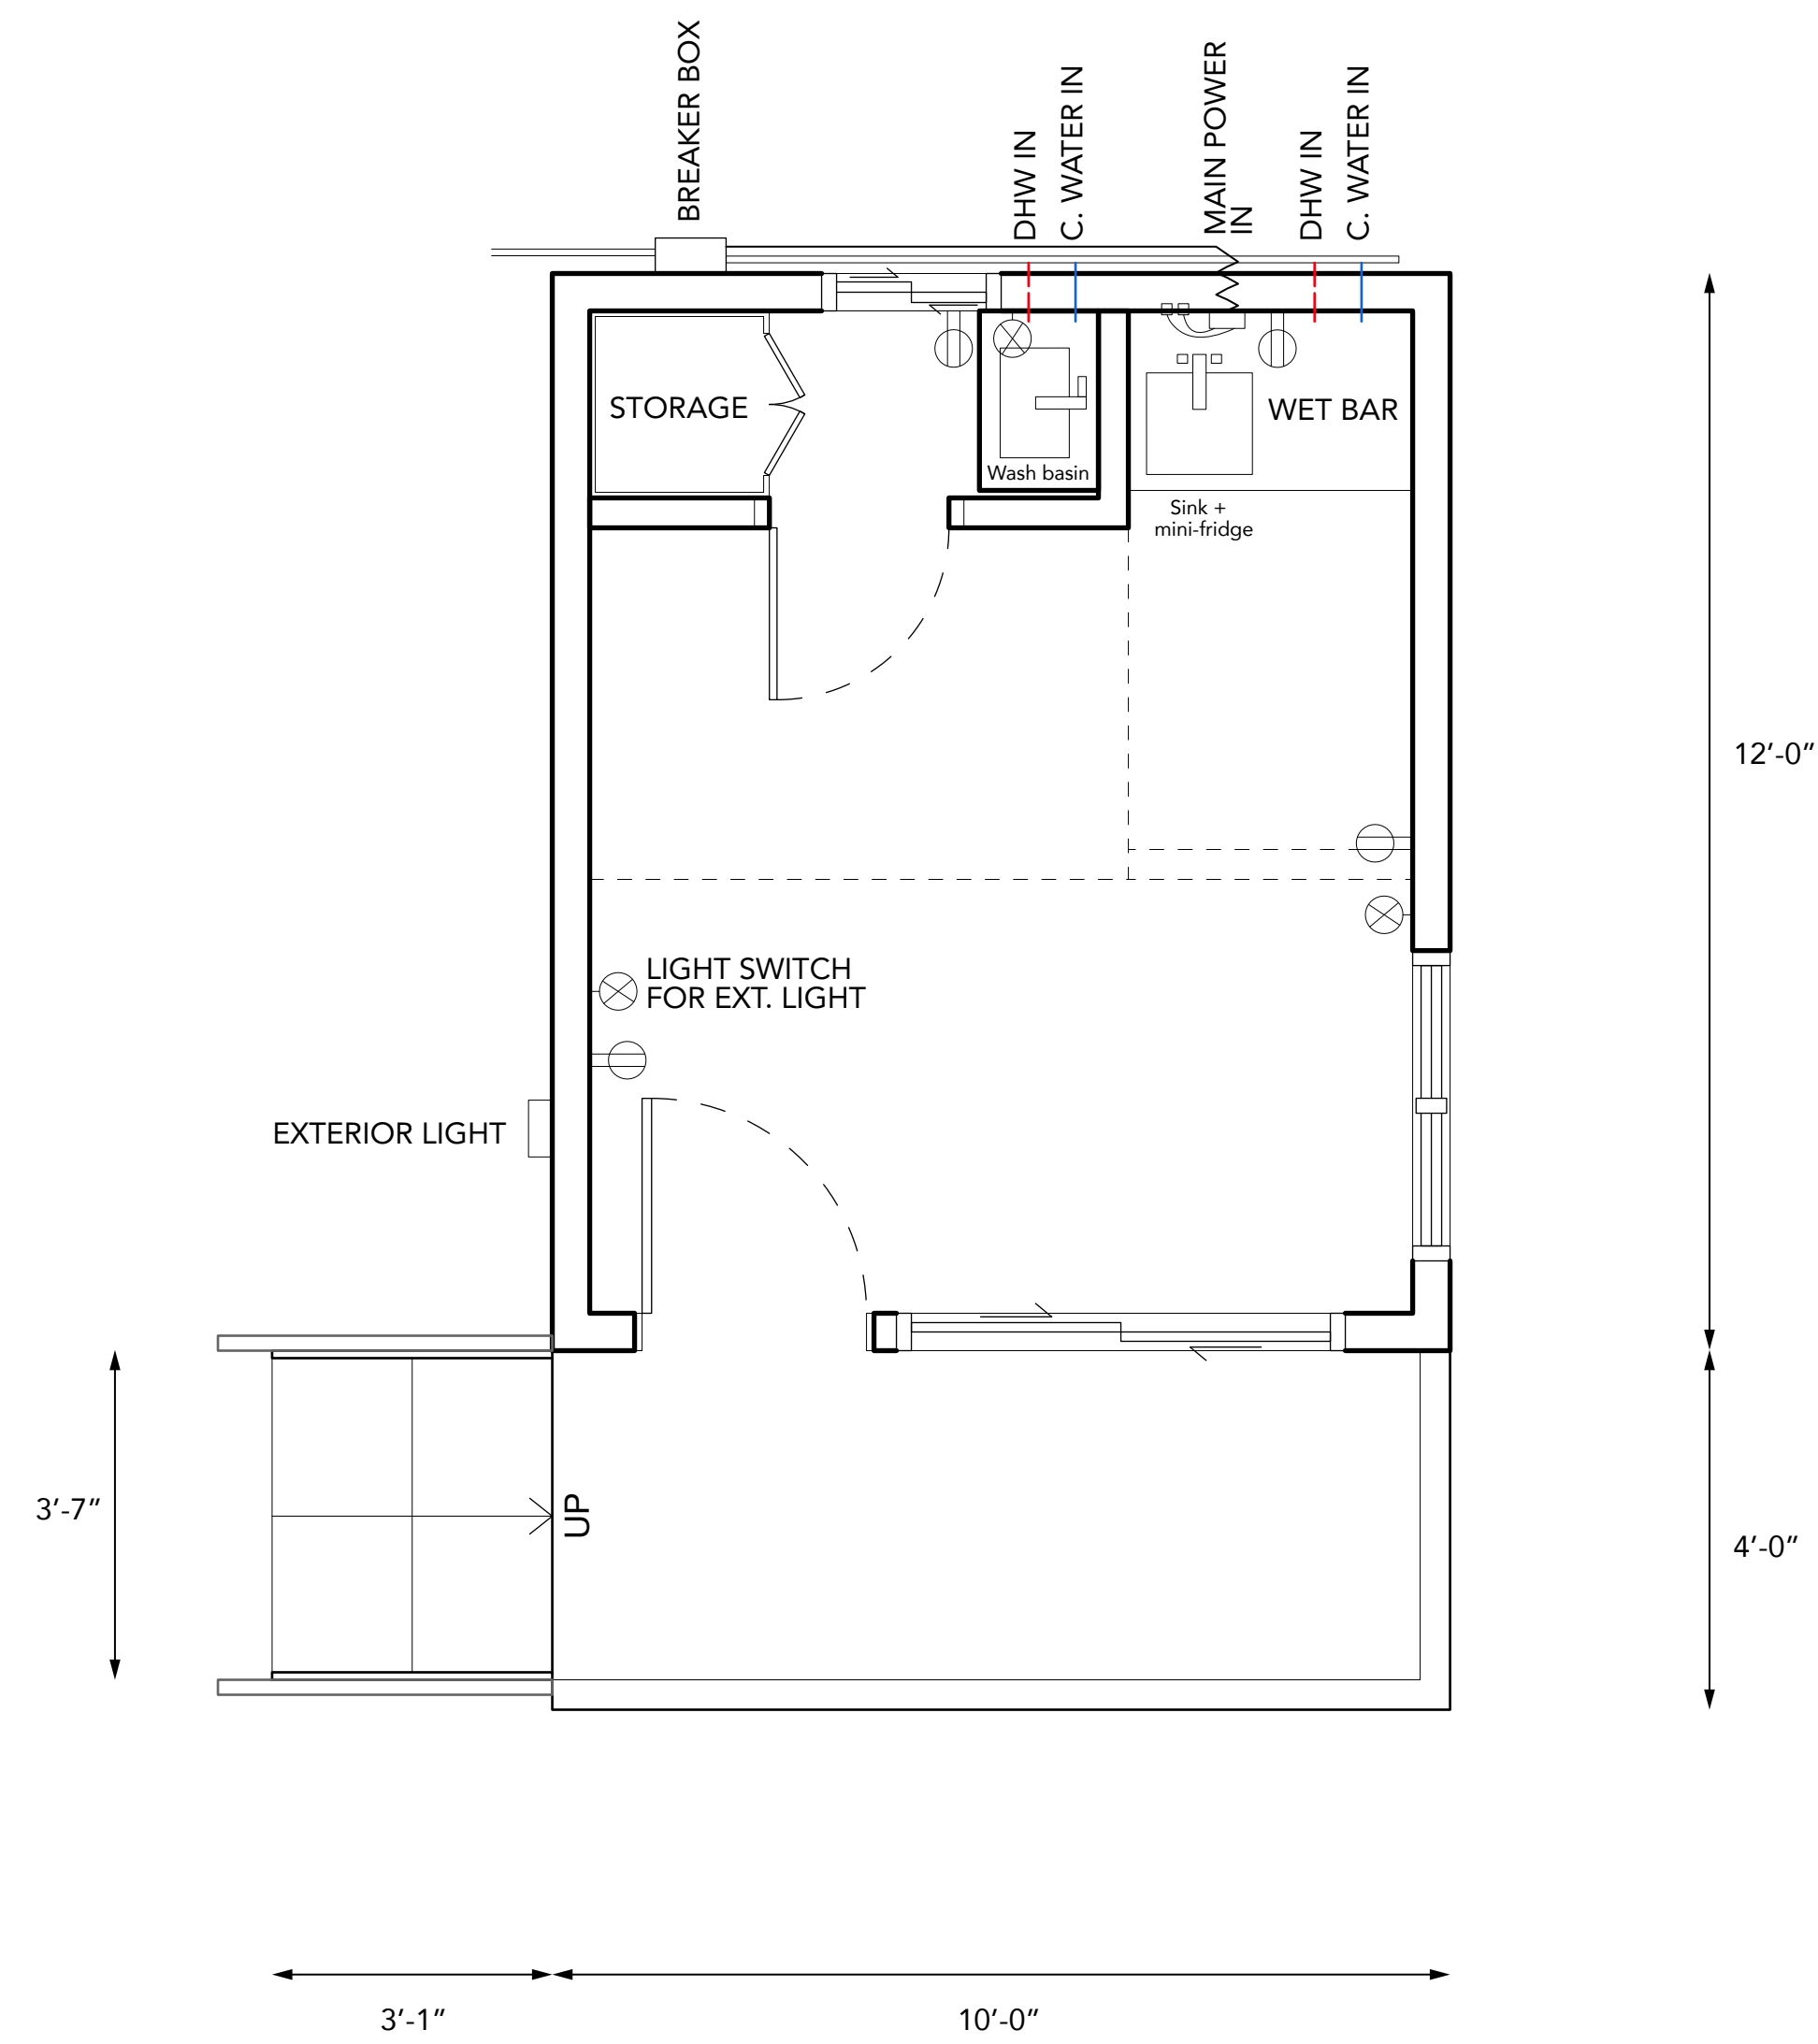 BREAKER BOX
DHW IN
C. WATER IN
MAIN POWER
IN
DHW IN
C. WATER IN
STORAGE
WET BAR
Wash basin
Sink +
mini-fridge
12’-0”
LIGHT SWITCH
FOR EXT. LIGHT
EXTERIOR LIGHT
3’-7”
UP
4’-0”
3’-1”
10’-0”